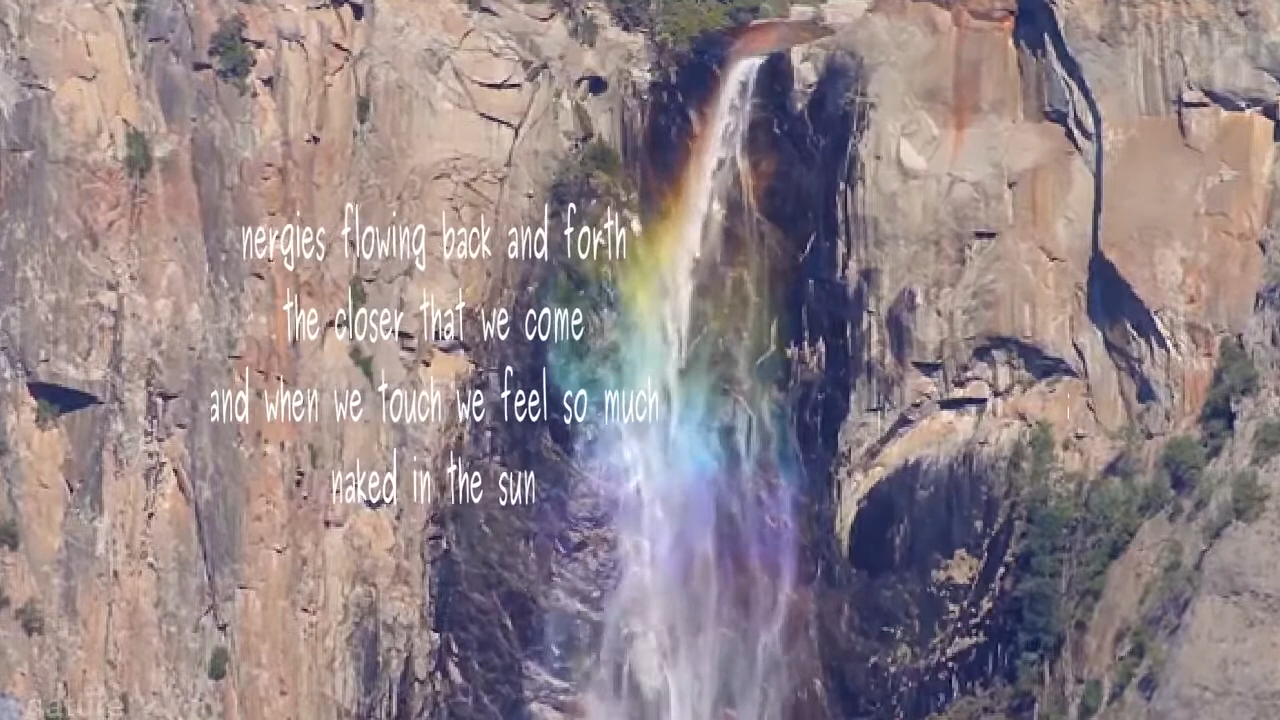 nergies flowing back and forth
the closer that we come
and when we touch we feel so much
naked in the sun
nature